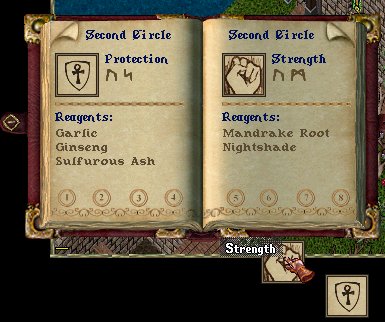 Second Circle
Protection
ᚢ ᛋ
Reagents:
Garlic
Ginseng
Sulfurous Ash
1 2 3 4
Second Circle
Strength
ᚢ ᛗ
Reagents:
Mandrake Root
Nightshade
5 6 7 8
Strength